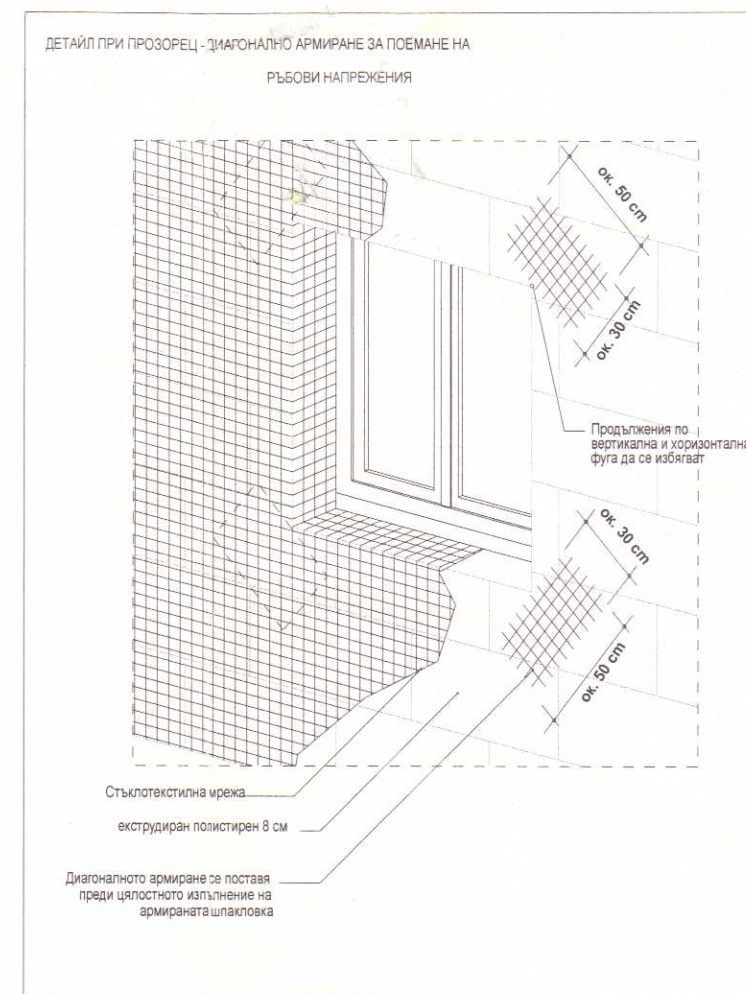 ДЕТАЙЛ ПРИ ПРОЗОРЕЦ - ДИАГОНАЛНО АРМИРАНЕ ЗА ПОЕМАНЕ НА
РЪБОВИ НАПРЕЖЕНИЯ
ок. 50 cm
ок. 30 cm
Продължения по
вертикална и хоризонтална
фуга да се избягват
ок. 30 cm
ок. 50 cm
Стъклотекстилна мрежа
екструдиран полистирен 8 см
Диагоналното армиране се поставя
преди цялостното изпълнение на
армираната шпакловка